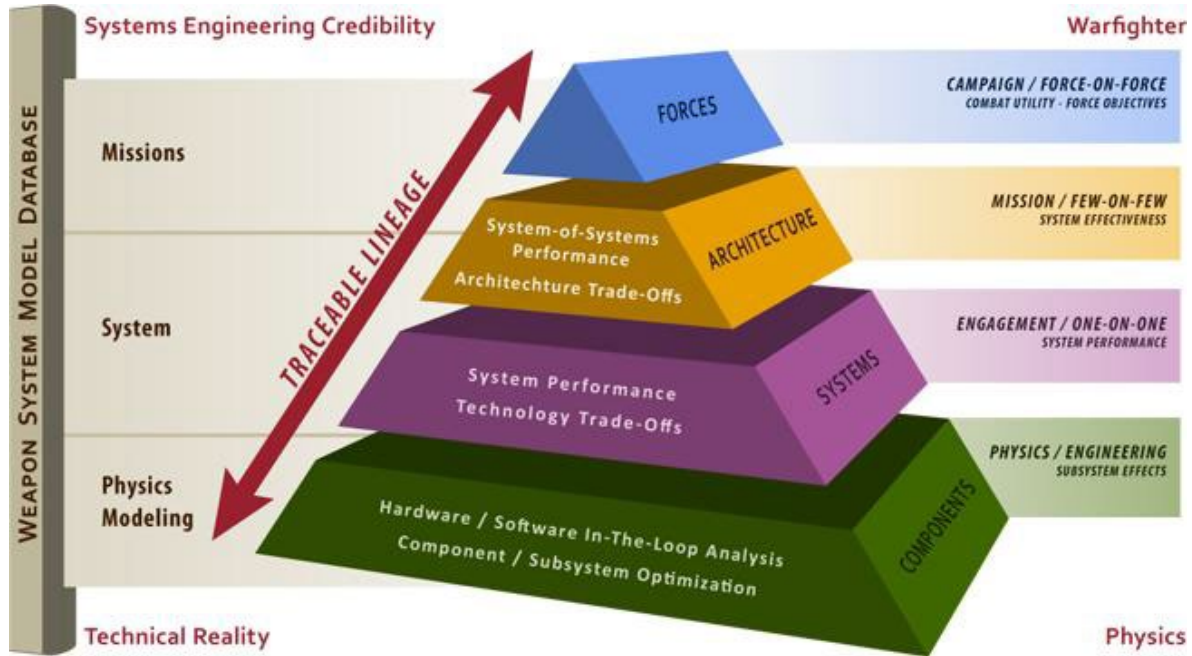 Systems Engineering Credibility
Warfighter
WEAPON SYSTEM MODEL DATABASE
Missions
System
Physics
Modeling
TRACEABLE LINEAGE
FORCES
System-of-Systems
Performance
Architechture Trade-Offs
ARCHITECTURE
System Performance
Technology Trade-Offs
SYSTEMS
Hardware / Software In-The-Loop Analysis
Component / Subsystem Optimization
COMPONENTS
CAMPAIGN / FORCE-ON-FORCE
COMBAT UTILITY - FORCE OBJECTIVES
MISSION / FEW-ON-FEW
SYSTEM EFFECTIVENESS
ENGAGEMENT / ONE-ON-ONE
SYSTEM PERFORMANCE
PHYSICS / ENGINEERING
SUBSYSTEM EFFECTS
Technical Reality
Physics